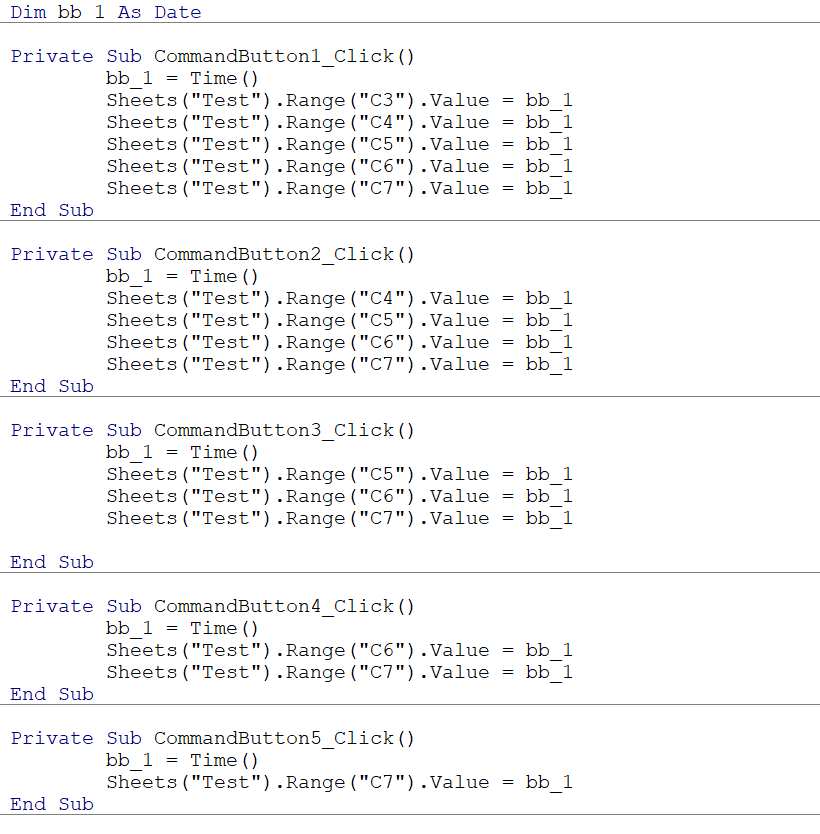 Dim bb 1 As Date
Private Sub CommandButton1_Click()
bb_1 = Time()
Sheets("Test").Range("C3").Value = bb_1
Sheets("Test").Range("C4").Value = bb_1
Sheets("Test").Range("C5").Value = bb_1
Sheets("Test").Range("C6").Value = bb_1
Sheets("Test").Range("C7").Value = bb_1
End Sub
Private Sub CommandButton2_Click()
bb_1 = Time()
Sheets("Test").Range("C4").Value = bb_1
Sheets("Test").Range("C5").Value = bb_1
Sheets("Test").Range("C6").Value = bb_1
Sheets("Test").Range("C7").Value = bb_1
End Sub
Private Sub CommandButton3_Click()
bb_1 = Time()
Sheets("Test").Range("C5").Value = bb_1
Sheets("Test").Range("C6").Value = bb_1
Sheets("Test").Range("C7").Value = bb_1
End Sub
Private Sub CommandButton4_Click()
bb_1 = Time()
Sheets("Test").Range("C6").Value = bb_1
Sheets("Test").Range("C7").Value = bb_1
End Sub
Private Sub CommandButton5_Click()
bb_1 = Time()
Sheets("Test").Range("C7").Value = bb_1
End Sub